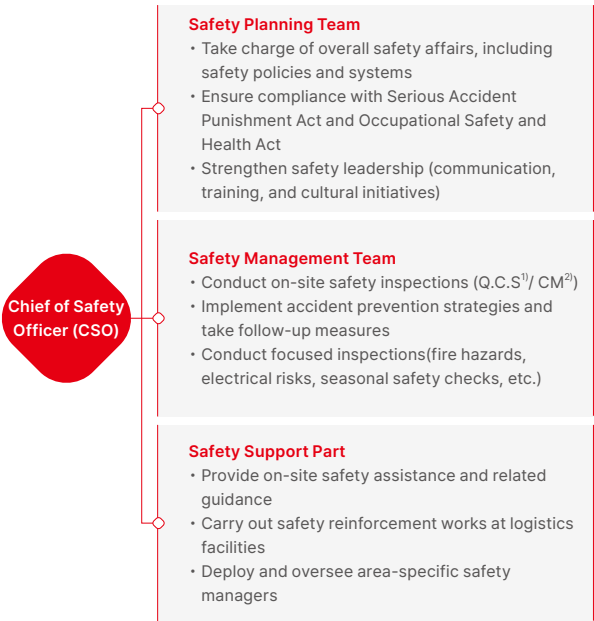 Safety Planning Team
・Take charge of overall safety affairs, including
safety policies and systems
・Ensure compliance with Serious Accident
Punishment Act and Occupational Safety and
Health Act
・Strengthen safety leadership (communication,
training, and cultural initiatives)
Chief of Safety
Officer (CSO)
Safety Management Team
・Conduct on-site safety inspections (Q.C.S1)/ CM2))
・Implement accident prevention strategies and
take follow-up measures
・Conduct focused inspections(fire hazards,
electrical risks, seasonal safety checks, etc.)
Safety Support Part
・Provide on-site safety assistance and related
guidance
・Carry out safety reinforcement works at logistics
facilities
・Deploy and oversee area-specific safety
managers